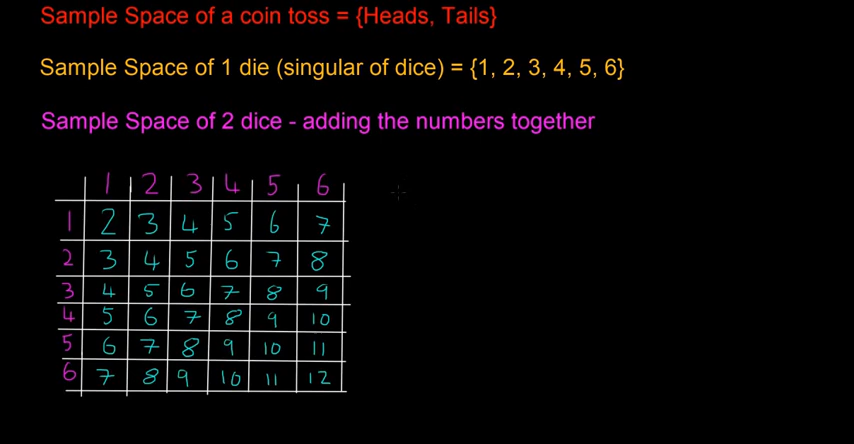 Sample Space of a coin toss = {Heads, Tails}
Sample Space of 1 die (singular of dice) = {1, 2, 3, 4, 5, 6}
Sample Space of 2 dice - adding the numbers together
1 2 3 4 5 6
1 2 3 4 5 6 7
2 3 4 5 6 7 8
3 4 5 6 7 8 9
4 5 6 7 8 9 10
5 6 7 8 9 10 11
6 7 8 9 10 11 12